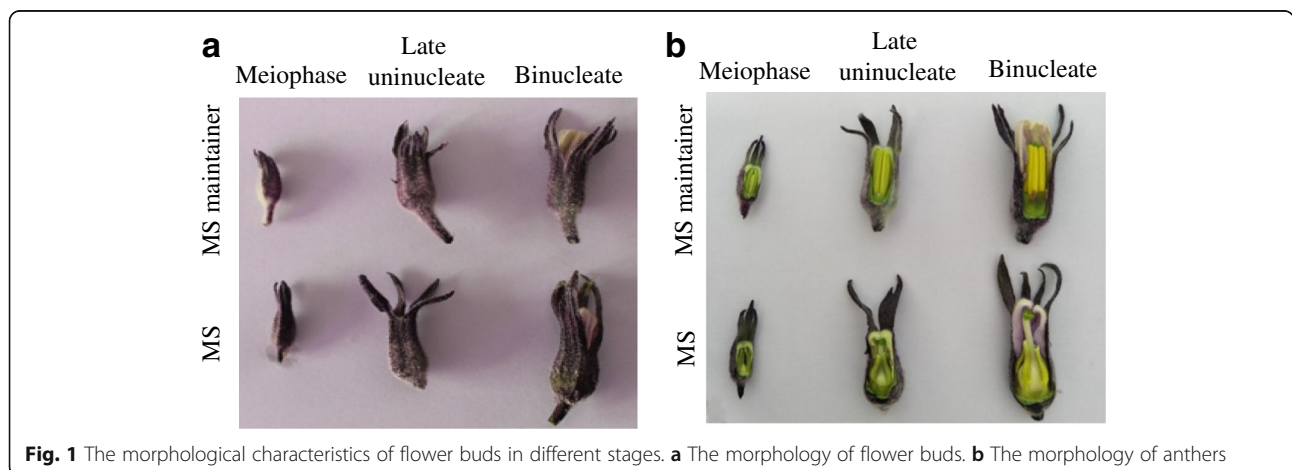 a
Late
Meiophase uninucleate Binucleate
MS maintainer
MS
b
Late
Meiophase uninucleate Binucleate
MS maintainer
MS
Fig. 1 The morphological characteristics of flower buds in different stages. a The morphology of flower buds. b The morphology of anthers